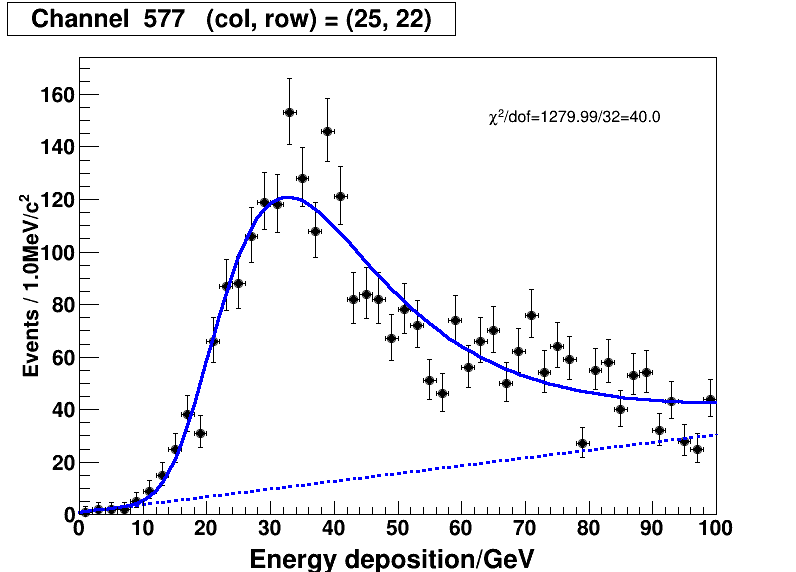 Channel 577 (col, row) = (25, 22)
χ²/dof=1279.99/32=40.0
Events / 1.0MeV/c²
160
140
120
100
80
60
40
20
0
0 10 20 30 40 50 60 70 80 90 100
Energy deposition/GeV